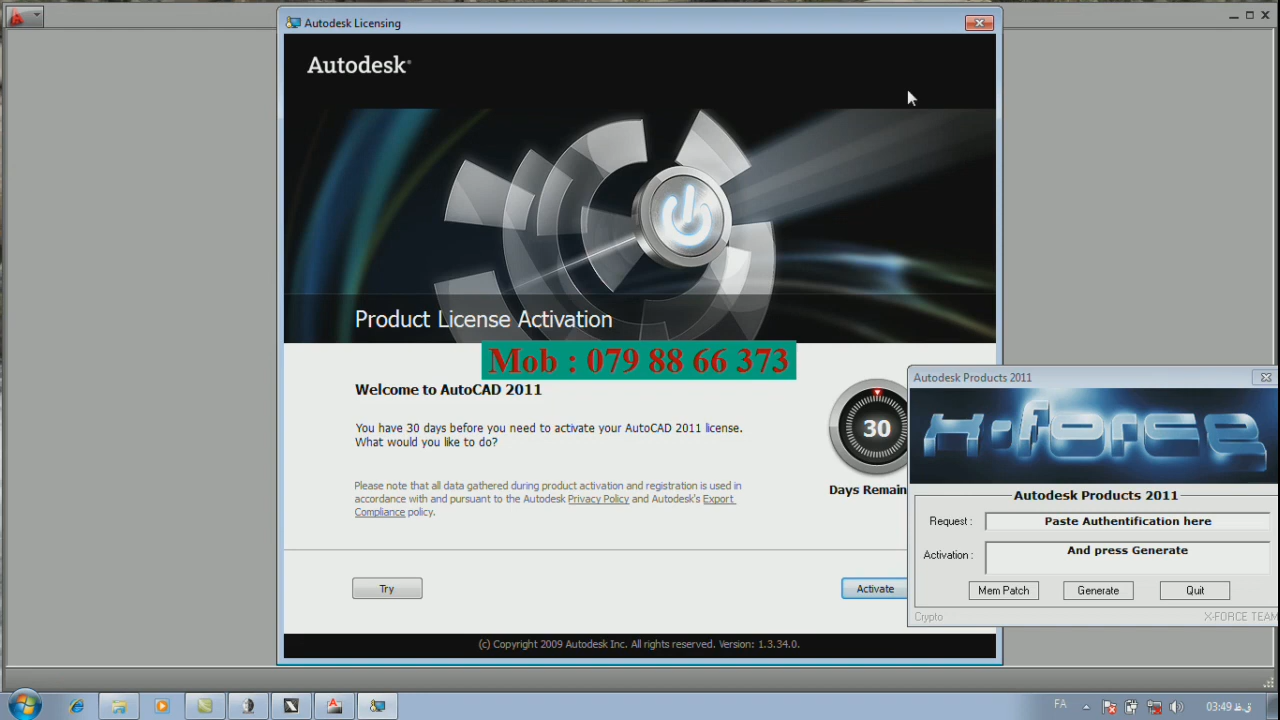 Autodesk Licensing
Autodesk®
Product License Activation
Mob : 079 88 66 373
Welcome to AutoCAD 2011
You have 30 days before you need to activate your AutoCAD 2011 license.
What would you like to do?
30
Days Remain
Please note that all data gathered during product activation and registration is used in
accordance with and pursuant to the Autodesk Privacy Policy and Autodesk's Export
Compliance policy.
Try
Activate
(c) Copyright 2009 Autodesk Inc. All rights reserved. Version: 1.3.34.0.
Autodesk Products 2011
X-force
Autodesk Products 2011
Request :
Paste Authentification here
Activation :
And press Generate
Mem Patch
Generate
Quit
Crypto
X-FORCE TEAM
FA
03:49 ق.ظ